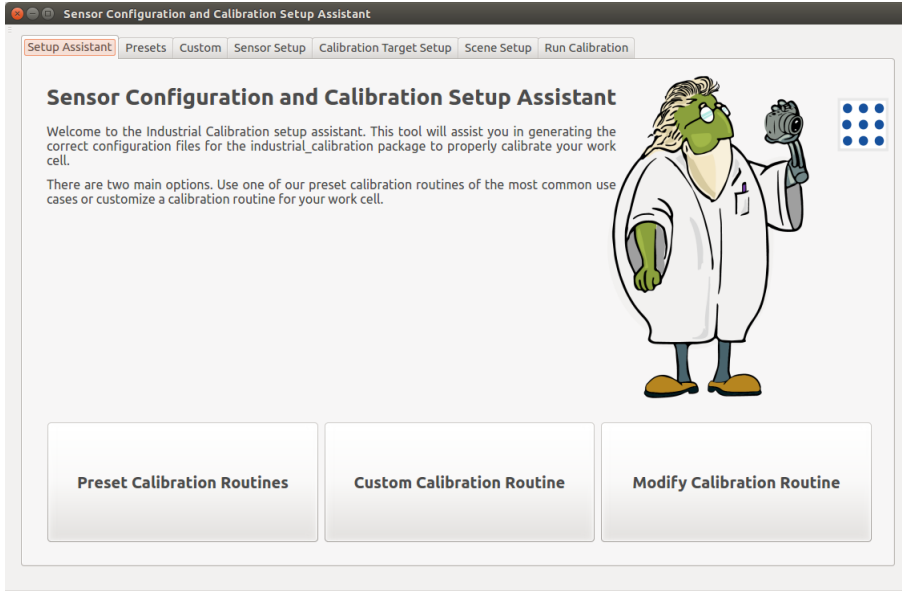 Sensor Configuration and Calibration Setup Assistant
Setup Assistant Presets Custom Sensor Setup Calibration Target Setup Scene Setup Run Calibration
Sensor Configuration and Calibration Setup Assistant
Welcome to the Industrial Calibration setup assistant. This tool will assist you in generating the
correct configuration files for the industrial_calibration package to properly calibrate your work
cell.
There are two main options. Use one of our preset calibration routines of the most common use
cases or customize a calibration routine for your work cell.
Preset Calibration Routines Custom Calibration Routine Modify Calibration Routine